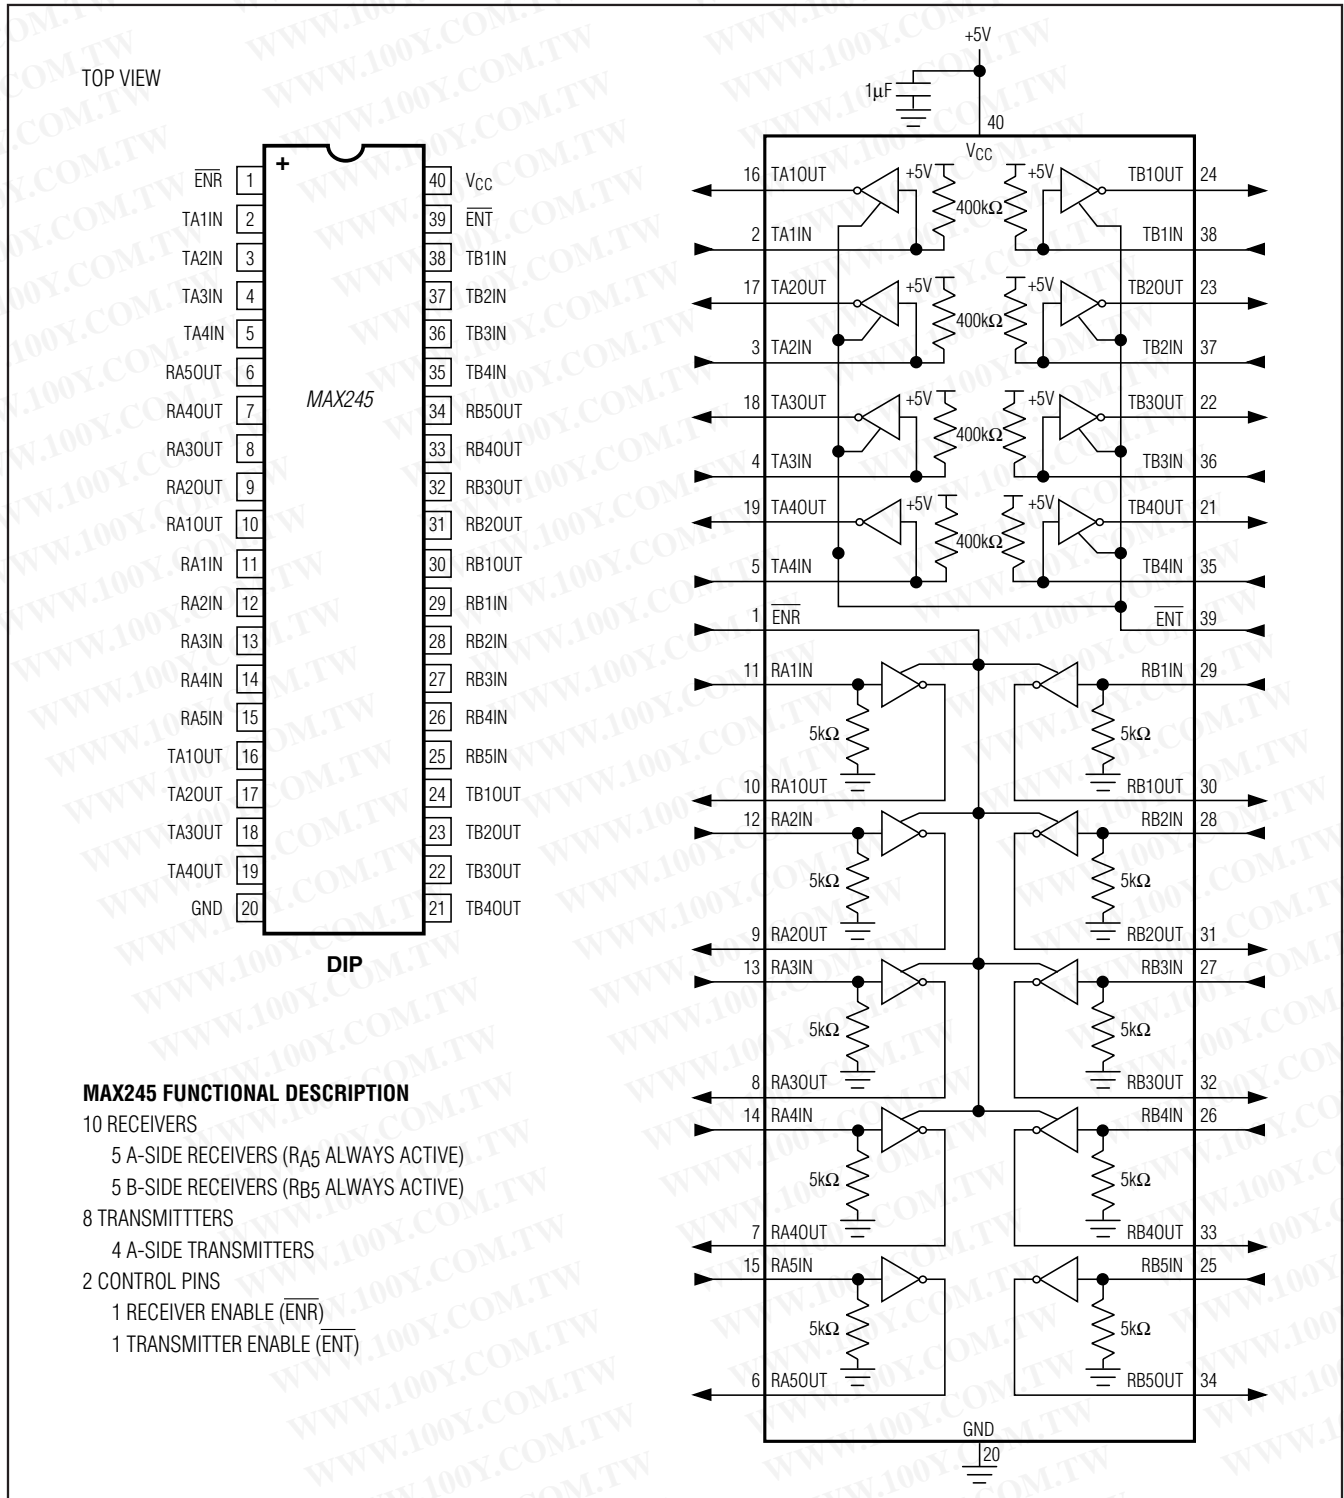 TOP VIEW
+
ENR 1
TA1IN 2
TA2IN 3
TA3IN 4
TA4IN 5
RA5OUT 6
RA4OUT 7
RA3OUT 8
RA2OUT 9
RA1OUT 10
RA1IN 11
RA2IN 12
RA3IN 13
RA4IN 14
RA5IN 15
TA1OUT 16
TA2OUT 17
TA3OUT 18
TA4OUT 19
GND 20
MAX245
40 VCC
39 ENT
38 TB1IN
37 TB2IN
36 TB3IN
35 TB4IN
34 RB5OUT
33 RB4OUT
32 RB3OUT
31 RB2OUT
30 RB1OUT
29 RB1IN
28 RB2IN
27 RB3IN
26 RB4IN
25 RB5IN
24 TB1OUT
23 TB2OUT
22 TB3OUT
21 TB4OUT
DIP
MAX245 FUNCTIONAL DESCRIPTION
10 RECEIVERS
5 A-SIDE RECEIVERS (RA5 ALWAYS ACTIVE)
5 B-SIDE RECEIVERS (RB5 ALWAYS ACTIVE)
8 TRANSMITTTERS
4 A-SIDE TRANSMITTERS
2 CONTROL PINS
1 RECEIVER ENABLE (ENR)
1 TRANSMITTER ENABLE (ENT)
+5V
1µF
40
VCC
16 TA1OUT +5V +5V TB1OUT 24
400kΩ
2 TA1IN TB1IN 38
17 TA2OUT +5V +5V TB2OUT 23
400kΩ
3 TA2IN TB2IN 37
18 TA3OUT +5V +5V TB3OUT 22
400kΩ
4 TA3IN TB3IN 36
19 TA4OUT +5V +5V TB4OUT 21
400kΩ
5 TA4IN TB4IN 35
1 ENR ENT 39
11 RA1IN RB1IN 29
5kΩ 5kΩ
10 RA1OUT RB1OUT 30
12 RA2IN RB2IN 28
5kΩ 5kΩ
9 RA2OUT RB2OUT 31
13 RA3IN RB3IN 27
5kΩ 5kΩ
8 RA3OUT RB3OUT 32
14 RA4IN RB4IN 26
5kΩ 5kΩ
7 RA4OUT RB4OUT 33
15 RA5IN RB5IN 25
5kΩ 5kΩ
6 RA5OUT RB5OUT 34
GND
20
WWW.100Y.COM.TW